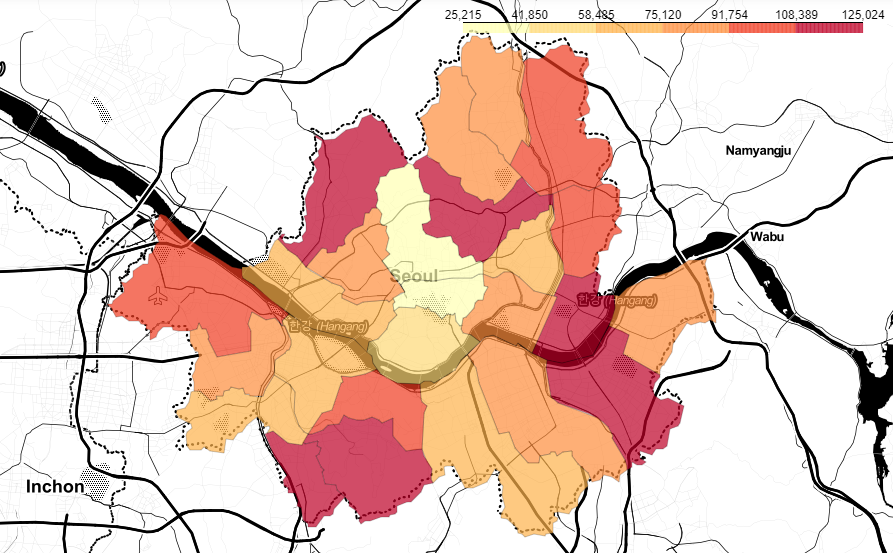 25,215 41,850 58,485 75,120 91,754 108,389 125,024
Namyangju
Wabu
Seoul
한강 (Hangang)
한강 (Hangang)
Inchon